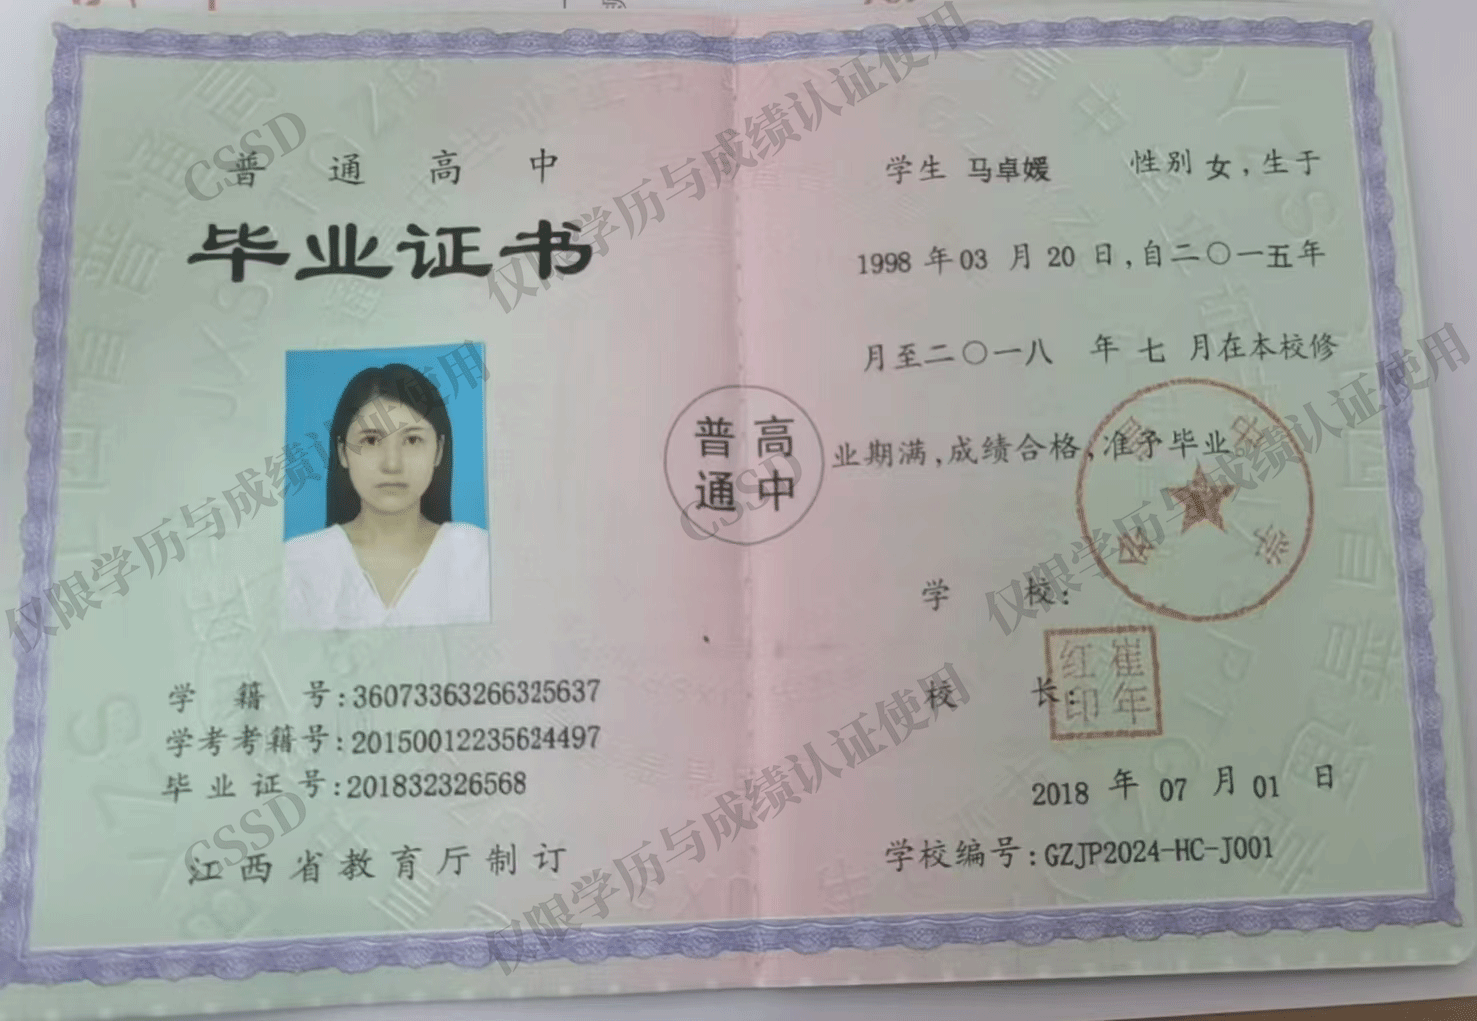 普通高中
毕业证书
学籍号:36073363266325637
学考考籍号:20150012235624497
毕业证号:201832326568
江西省教育厅制订
普高
通中
学生 马卓媛 性别 女,生于
1998 年 03 月 20 日,自二〇一五年
月至二〇一八 年 七 月在本校修
业期满,成绩合格,准予毕业。
学 校:
校 长:
崔年
红印
2018 年 07 月 01 日
学校编号:GZJP2024-HC-J001
CSSD
仅限学历与成绩认证使用
仅限学历与成绩认证使用
CSSD
仅限学历与成绩认证使用
CSSD
仅限学历与成绩认证使用